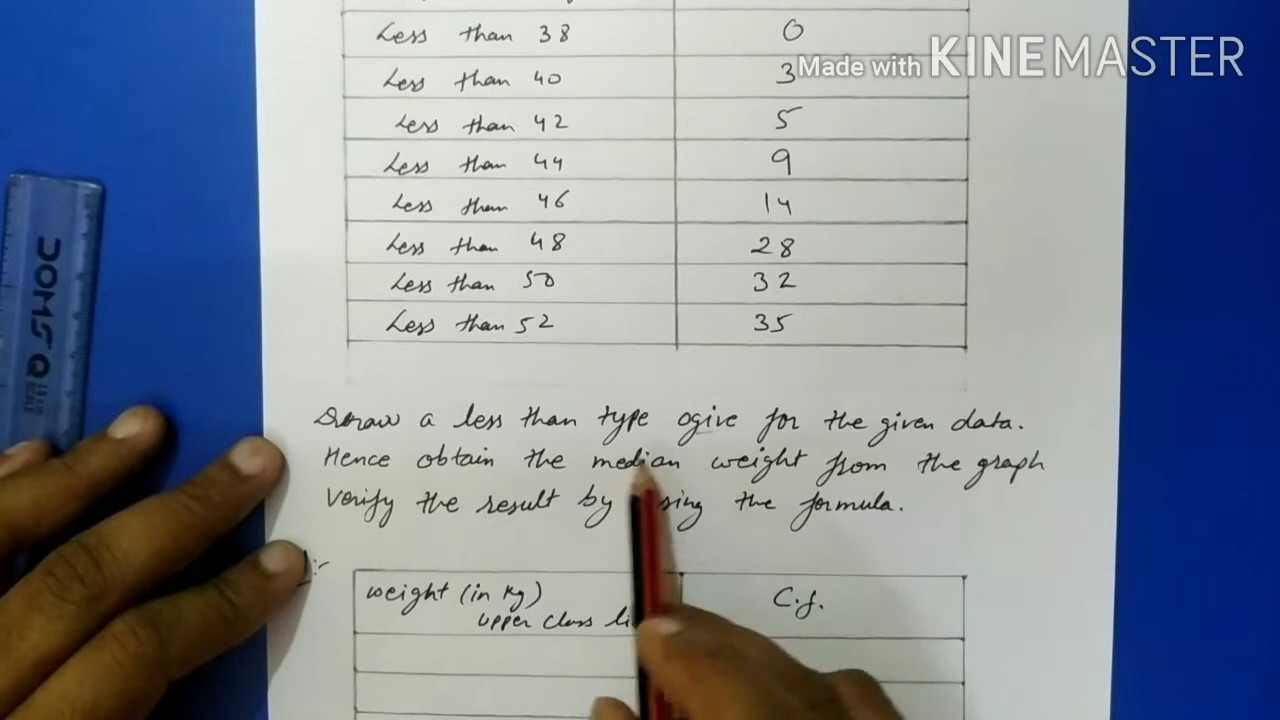 Less than 38 0
Made with KINEMASTER
Less than 40 3
Less than 42 5
Less than 44 9
Less than 46 14
Less than 48 28
Less than 50 32
Less than 52 35
Draw a less than type ogive for the given data.
Hence obtain the median weight from the graph
Verify the result by using the formula.
weight (in kg) C.f.
upper class li
DOMS Q